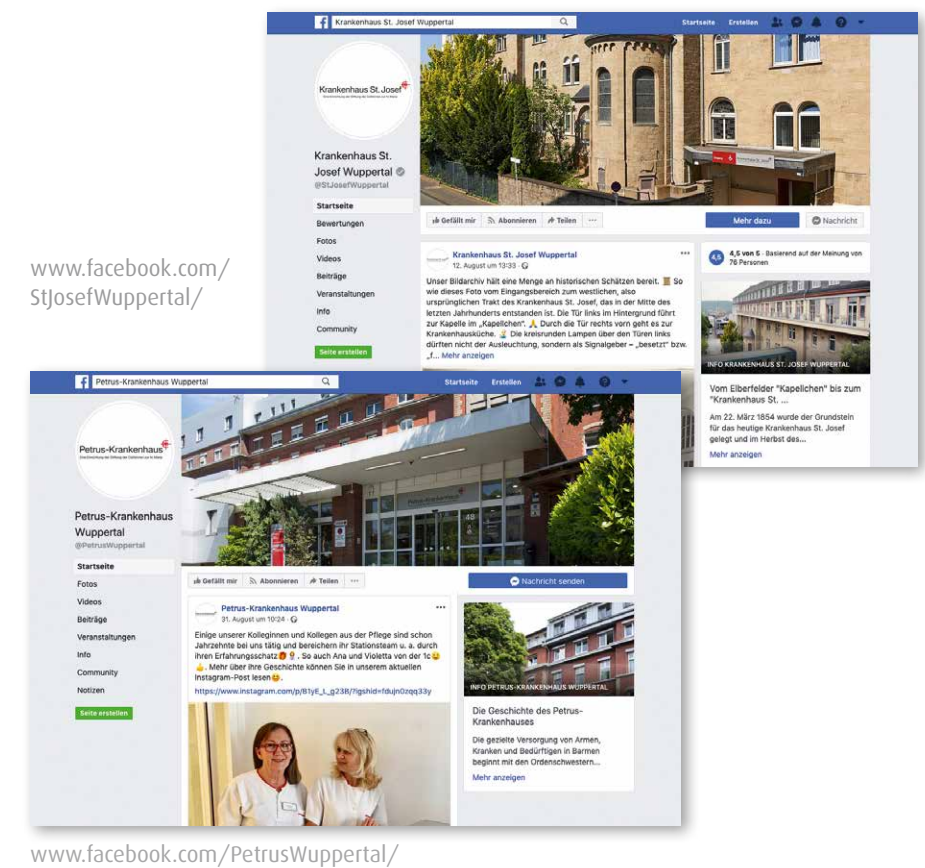 Krankenhaus St. Josef Wuppertal
Startseite Erstellen
Krankenhaus St. Josef
Krankenhaus St.
Josef Wuppertal
@StJosefWuppertal
Startseite
Bewertungen
Fotos
Videos
Beiträge
Veranstaltungen
Info
Community
Seite erstellen
Gefällt mir Abonnieren Teilen ...
Mehr dazu
Nachricht
Krankenhaus St. Josef Wuppertal
12. August um 13:33 ·
Unser Bildarchiv hält eine Menge an historischen Schätzen bereit. So
wie dieses Foto vom Eingangsbereich zum westlichen, also
ursprünglichen Trakt des Krankenhaus St. Josef, das in der Mitte des
letzten Jahrhunderts entstanden ist. Die Tür links im Hintergrund führt
zur Kapelle im „Kapellchen". Durch die Tür rechts vorn geht es zur
Krankenhausküche. Die kreisrunden Lampen über den Türen links
dürften nicht der Ausleuchtung, sondern als Signalgeber – „besetzt" bzw.
„f... Mehr anzeigen
4,5
4,5 von 5 · Basierend auf der Meinung von
76 Personen
INFO KRANKENHAUS ST. JOSEF WUPPERTAL
Vom Elberfelder "Kapellchen" bis zum
"Krankenhaus St. ...
Am 22. März 1854 wurde der Grundstein
für das heutige Krankenhaus St. Josef
gelegt und im Herbst des...
Mehr anzeigen
www.facebook.com/
StJosefWuppertal/
Petrus-Krankenhaus Wuppertal
Startseite Erstellen
Petrus-Krankenhaus
Petrus-Krankenhaus
Wuppertal
@PetrusWuppertal
Startseite
Fotos
Videos
Beiträge
Veranstaltungen
Info
Community
Notizen
Seite erstellen
Petrus-Krankenhaus
Gefällt mir Abonnieren Teilen ...
Nachricht senden
Petrus-Krankenhaus Wuppertal
31. August um 10:24 ·
Einige unserer Kolleginnen und Kollegen aus der Pflege sind schon
Jahrzehnte bei uns tätig und bereichern ihr Stationsteam u. a. durch
ihren Erfahrungsschatz. So auch Ana und Violetta von der 1c
. Mehr über ihre Geschichte können Sie in unserem aktuellen
Instagram-Post lesen.
https://www.instagram.com/p/B1yE_L_g23B/?igshid=fdujn0zqq33y
INFO PETRUS-KRANKENHAUS WUPPERTAL
Die Geschichte des Petrus-
Krankenhauses
Die gezielte Versorgung von Armen,
Kranken und Bedürftigen in Barmen
beginnt mit den Ordenschwestern...
Mehr anzeigen
www.facebook.com/PetrusWuppertal/